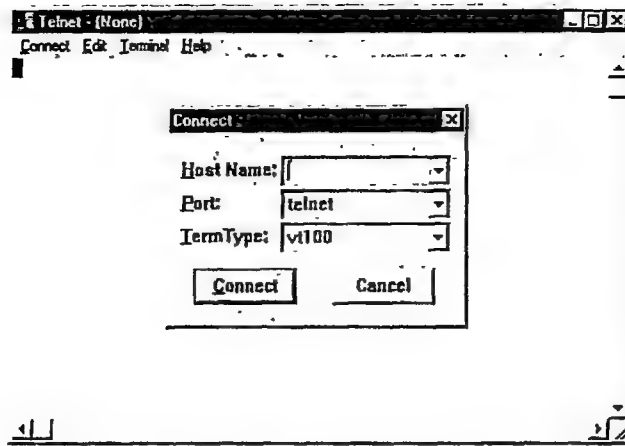 Telnet - (None)
Connect Edit Terminal Help
Connect
Host Name:
Port: telnet
TermType: vt100
Connect Cancel